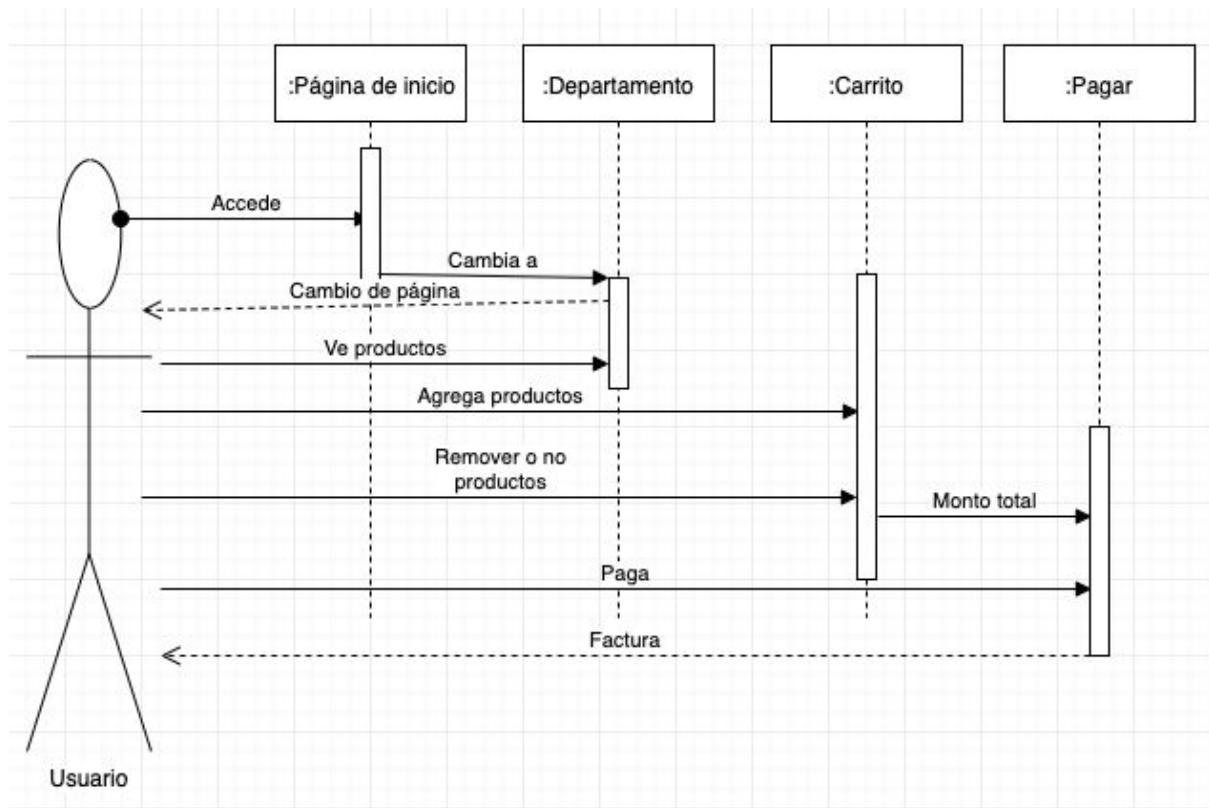 :Página de inicio
:Departamento
:Carrito
:Pagar
Accede
Cambia a
Cambio de página
Ve productos
Agrega productos
Remover o no
productos
Monto total
Paga
Factura
Usuario